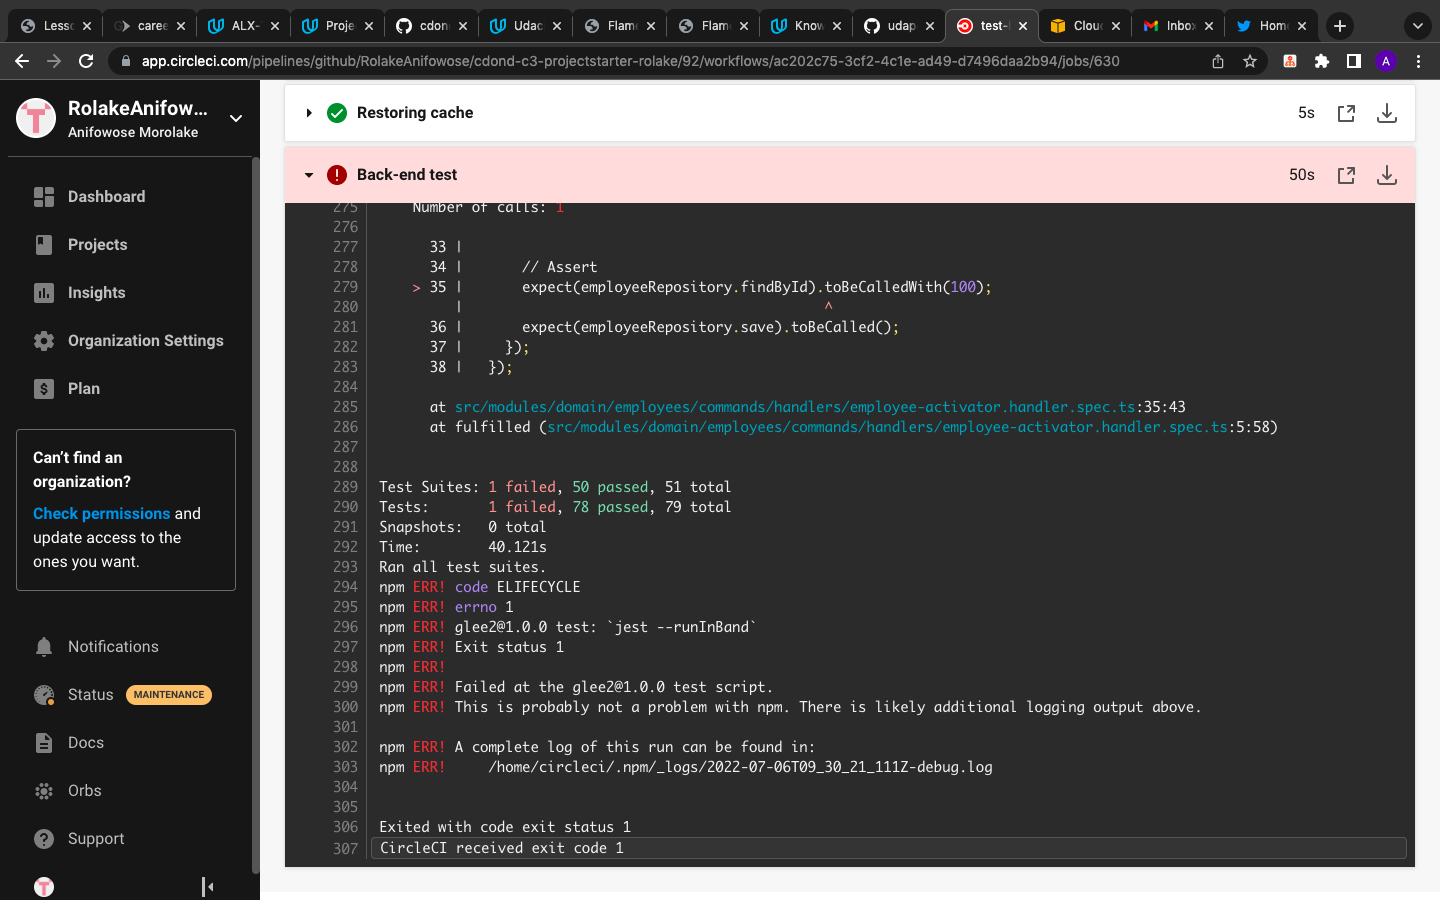 Lesso
caree
ALX-
Proje
cdon
Udac
Flame
Flame
Know
udap
test-
Cloud
Inbox
Home
app.circleci.com/pipelines/github/RolakeAnifowose/cdond-c3-projectstarter-rolake/92/workflows/ac202c75-3cf2-4c1e-ad49-d7496daa2b94/jobs/630
A
RolakeAnifow...
Anifowose Morolake
Dashboard
Projects
Insights
Organization Settings
Plan
Can't find an
organization?
Check permissions and
update access to the
ones you want.
Notifications
Status MAINTENANCE
Docs
Orbs
Support
Restoring cache 5s
Back-end test 50s
275 Number of calls: 1
276
277 33 |
278 34 | // Assert
279 > 35 | expect(employeeRepository.findById).toBeCalledWith(100);
280 | ^
281 36 | expect(employeeRepository.save).toBeCalled();
282 37 | });
283 38 | });
284
285 at src/modules/domain/employees/commands/handlers/employee-activator.handler.spec.ts:35:43
286 at fulfilled (src/modules/domain/employees/commands/handlers/employee-activator.handler.spec.ts:5:58)
287
288
289 Test Suites: 1 failed, 50 passed, 51 total
290 Tests: 1 failed, 78 passed, 79 total
291 Snapshots: 0 total
292 Time: 40.121s
293 Ran all test suites.
294 npm ERR! code ELIFECYCLE
295 npm ERR! errno 1
296 npm ERR! glee2@1.0.0 test: `jest --runInBand`
297 npm ERR! Exit status 1
298 npm ERR!
299 npm ERR! Failed at the glee2@1.0.0 test script.
300 npm ERR! This is probably not a problem with npm. There is likely additional logging output above.
301
302 npm ERR! A complete log of this run can be found in:
303 npm ERR! /home/circleci/.npm/_logs/2022-07-06T09_30_21_111Z-debug.log
304
305
306 Exited with code exit status 1
307 CircleCI received exit code 1